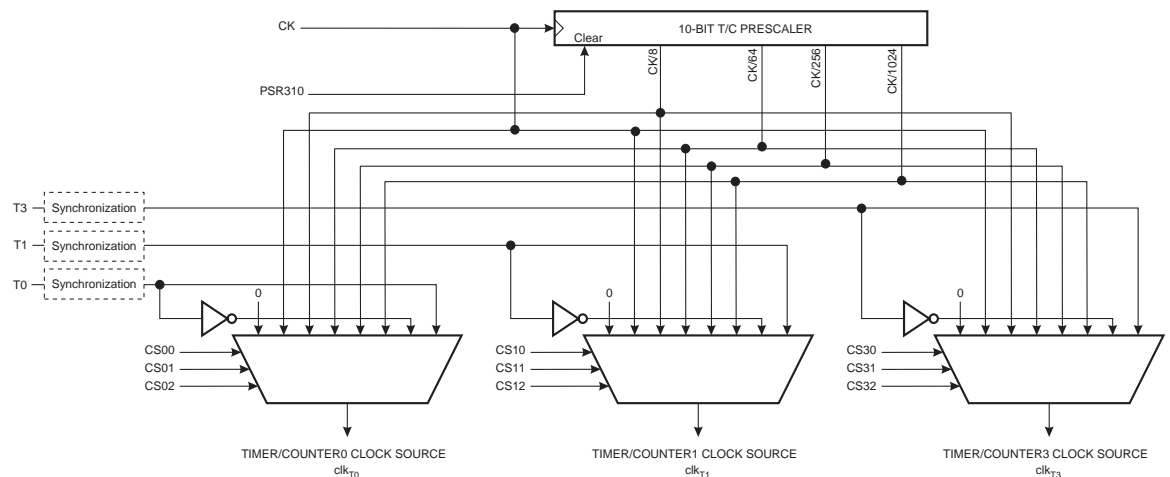 CK
10-BIT T/C PRESCALER
Clear
CK/8
CK/64
CK/256
CK/1024
PSR310
T3
Synchronization
T1
Synchronization
T0
Synchronization
0
0
0
CS00
CS01
CS02
CS10
CS11
CS12
CS30
CS31
CS32
TIMER/COUNTER0 CLOCK SOURCE
clkT0
TIMER/COUNTER1 CLOCK SOURCE
clkT1
TIMER/COUNTER3 CLOCK SOURCE
clkT3